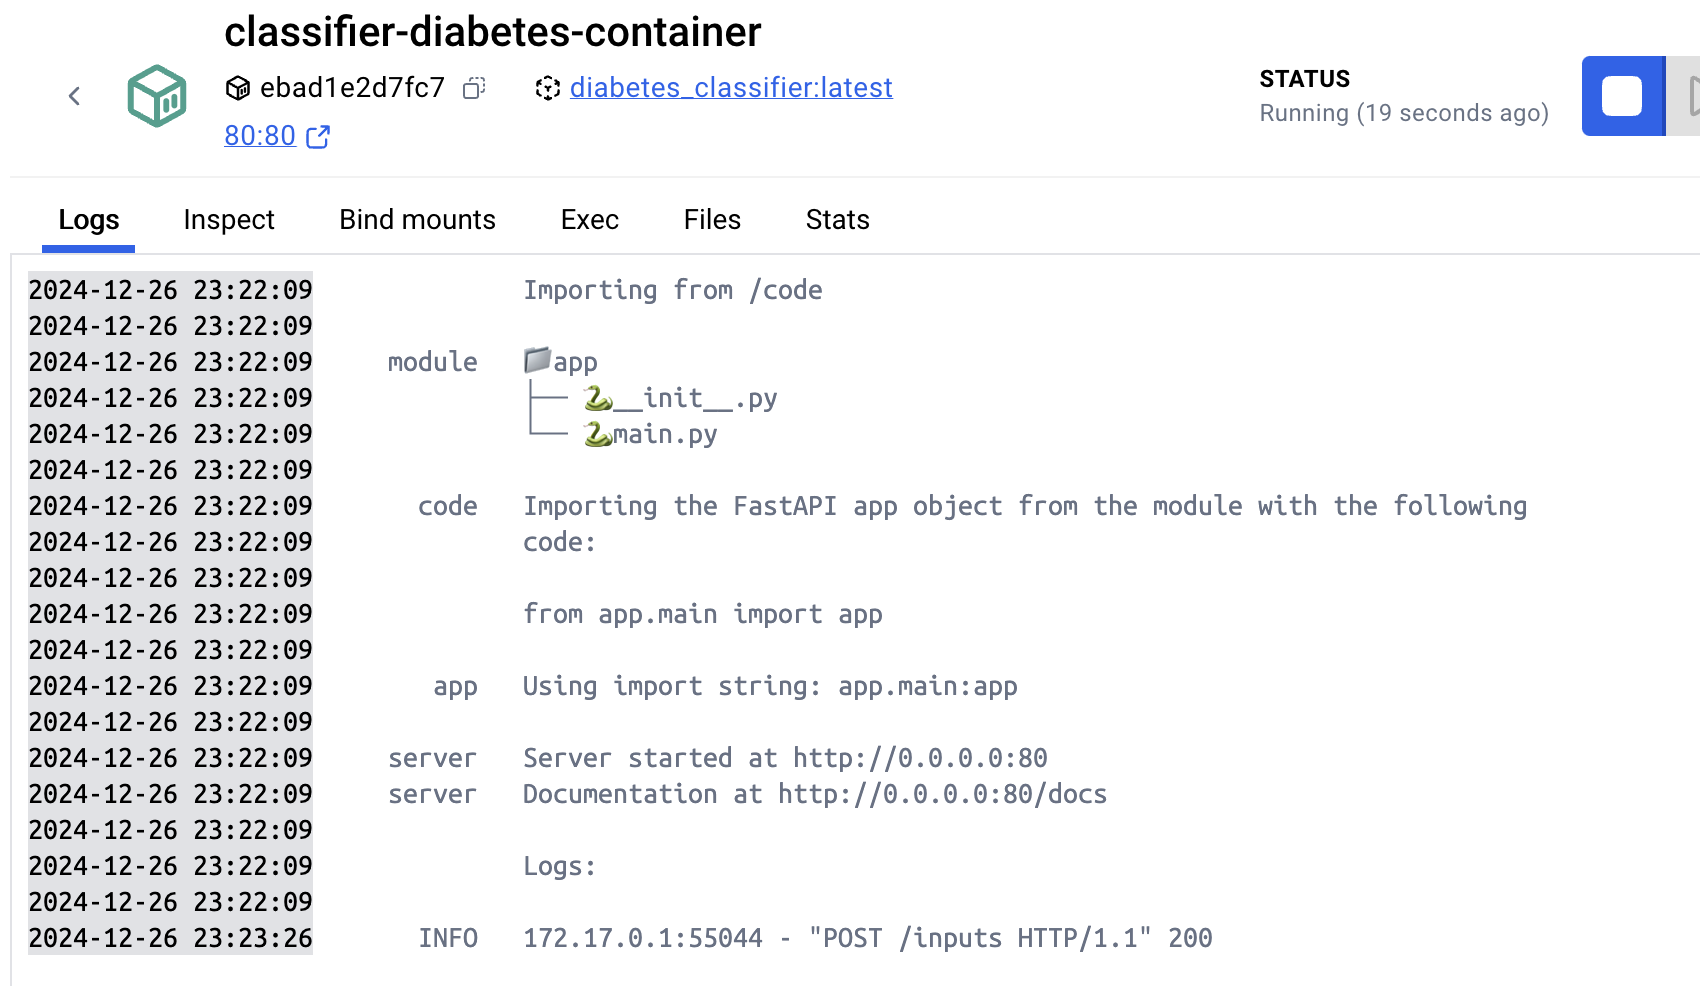 classifier-diabetes-container
ebad1e2d7fc7 diabetes_classifier:latest
80:80
STATUS
Running (19 seconds ago)
Logs Inspect Bind mounts Exec Files Stats
2024-12-26 23:22:09 Importing from /code
2024-12-26 23:22:09
2024-12-26 23:22:09 module 📁app
2024-12-26 23:22:09 ├── 🐍__init__.py
2024-12-26 23:22:09 └── 🐍main.py
2024-12-26 23:22:09
2024-12-26 23:22:09 code Importing the FastAPI app object from the module with the following
2024-12-26 23:22:09 code:
2024-12-26 23:22:09
2024-12-26 23:22:09 from app.main import app
2024-12-26 23:22:09
2024-12-26 23:22:09 app Using import string: app.main:app
2024-12-26 23:22:09
2024-12-26 23:22:09 server Server started at http://0.0.0.0:80
2024-12-26 23:22:09 server Documentation at http://0.0.0.0:80/docs
2024-12-26 23:22:09
2024-12-26 23:22:09 Logs:
2024-12-26 23:22:09
2024-12-26 23:23:26 INFO 172.17.0.1:55044 - "POST /inputs HTTP/1.1" 200